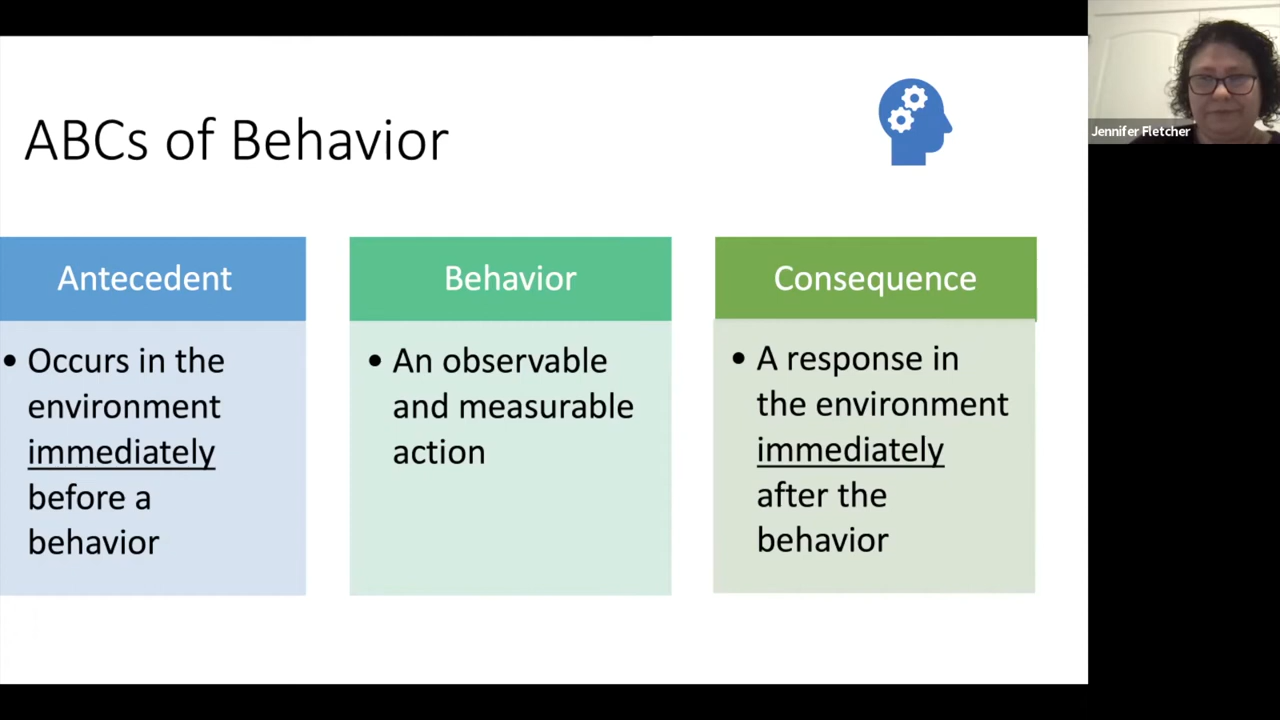 ABCs of Behavior
Jennifer Fletcher
Antecedent
• Occurs in the
environment
immediately
before a
behavior
Behavior
• An observable
and measurable
action
Consequence
• A response in
the environment
immediately
after the
behavior